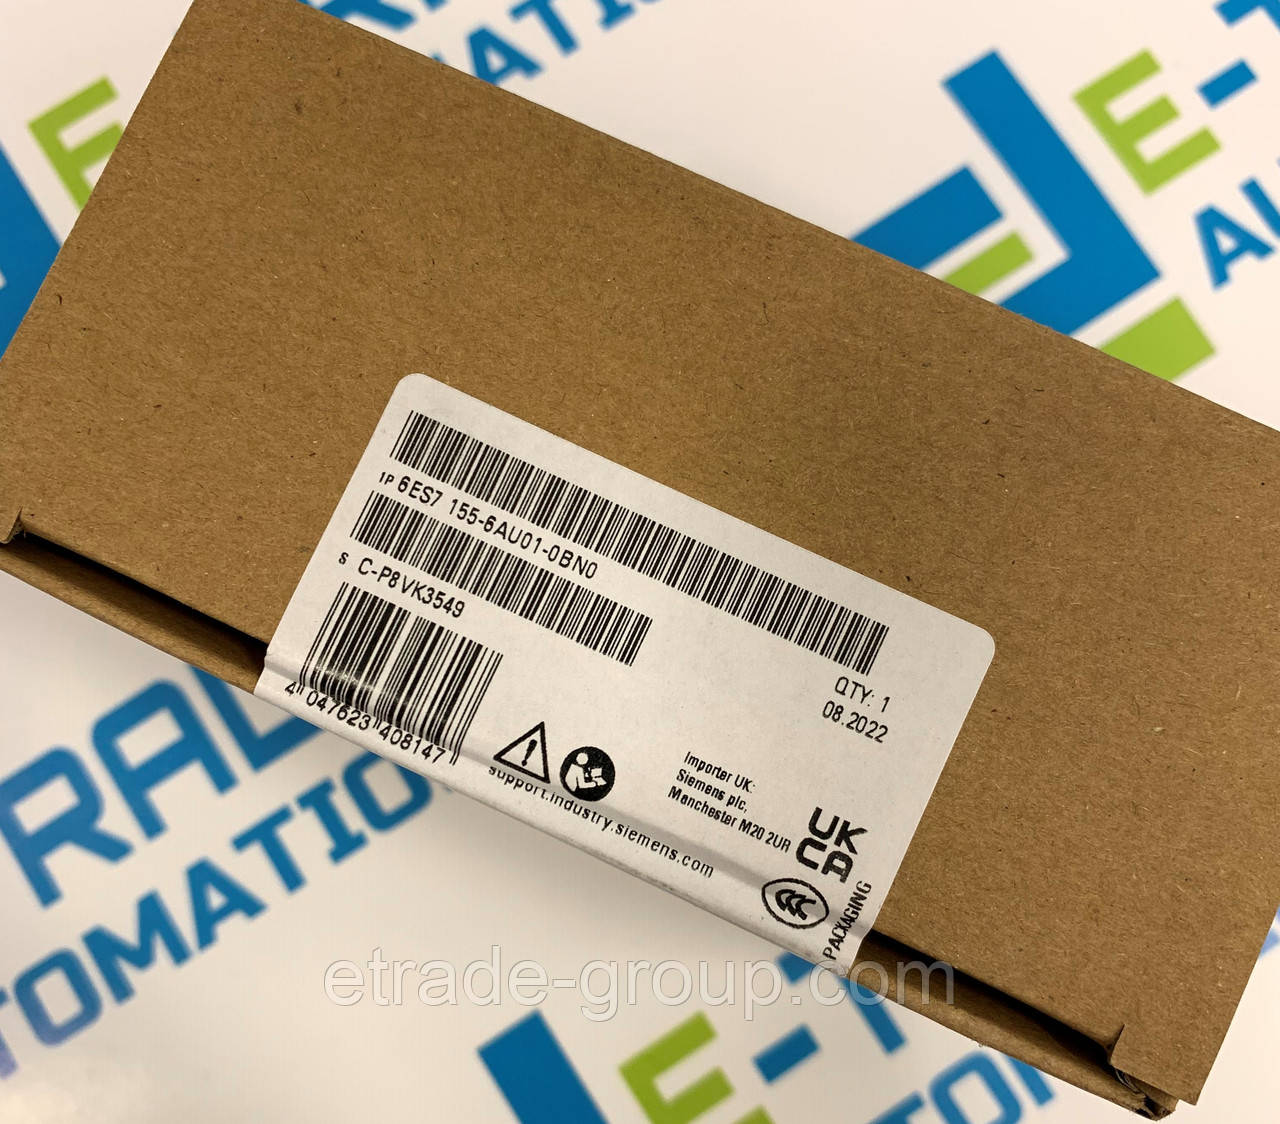 1P 6ES7 155-6AU01-0BN0
S C-P8VK3549
4 047623 408147
QTY: 1
08.2022
support.industry.siemens.com
Importer UK:
Siemens plc,
Manchester M20 2UR
UK
CA
CCC
PACKAGING
etrade-group.com